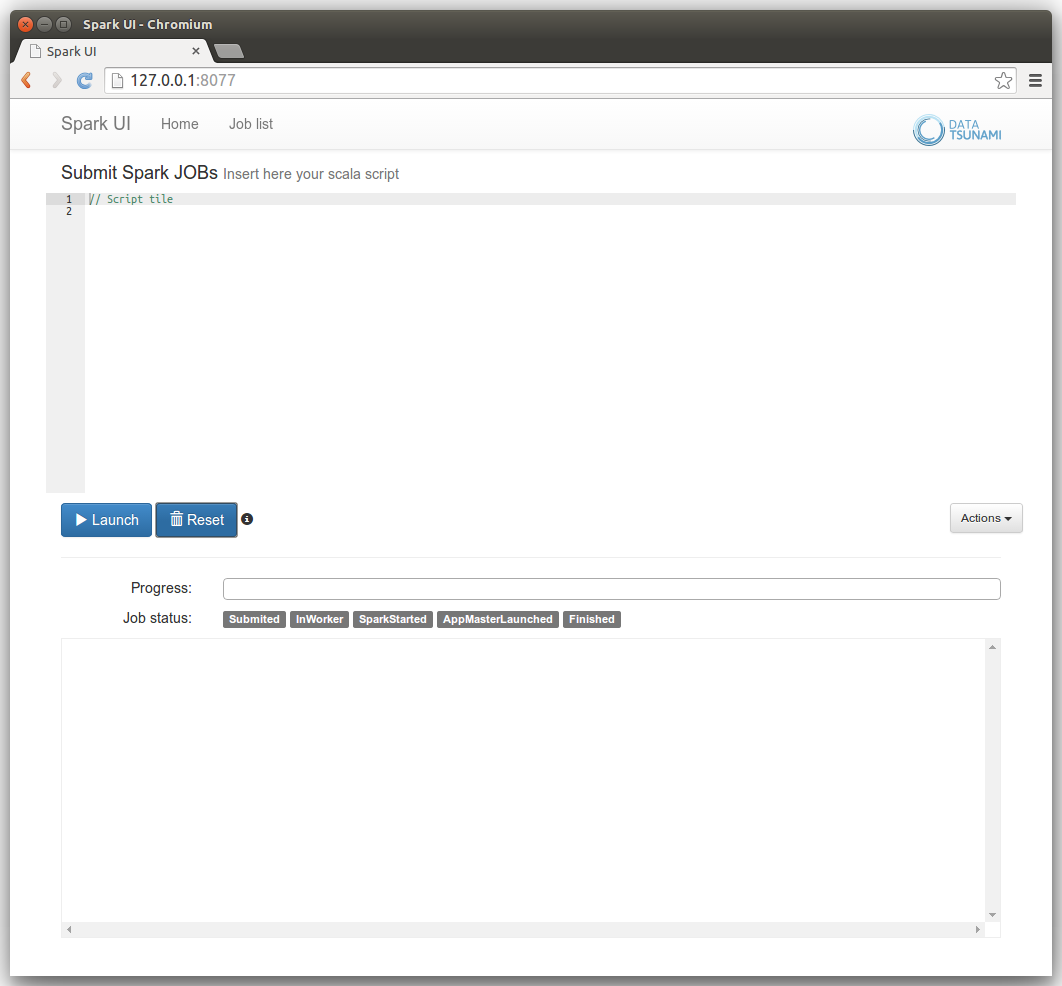 Spark UI - Chromium
Spark UI
127.0.0.1:8077
Spark UI Home Job list
DATA
TSUNAMI
Submit Spark JOBs Insert here your scala script
1 // Script tile
2
Launch Reset Actions
Progress:
Job status: Submited InWorker SparkStarted AppMasterLaunched Finished